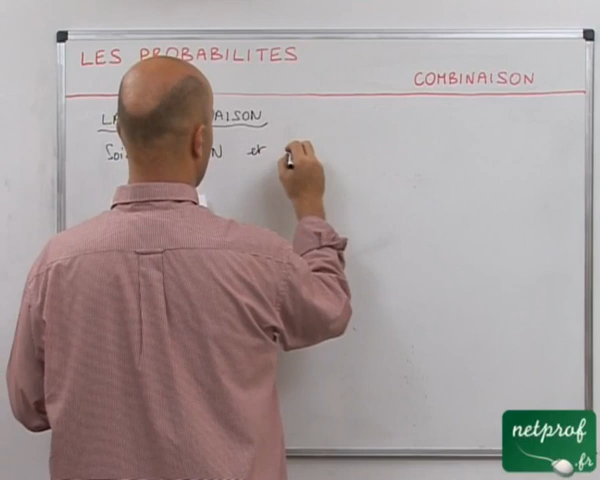 LES PROBABILITES
COMBINAISON
N et
netprof
.fr